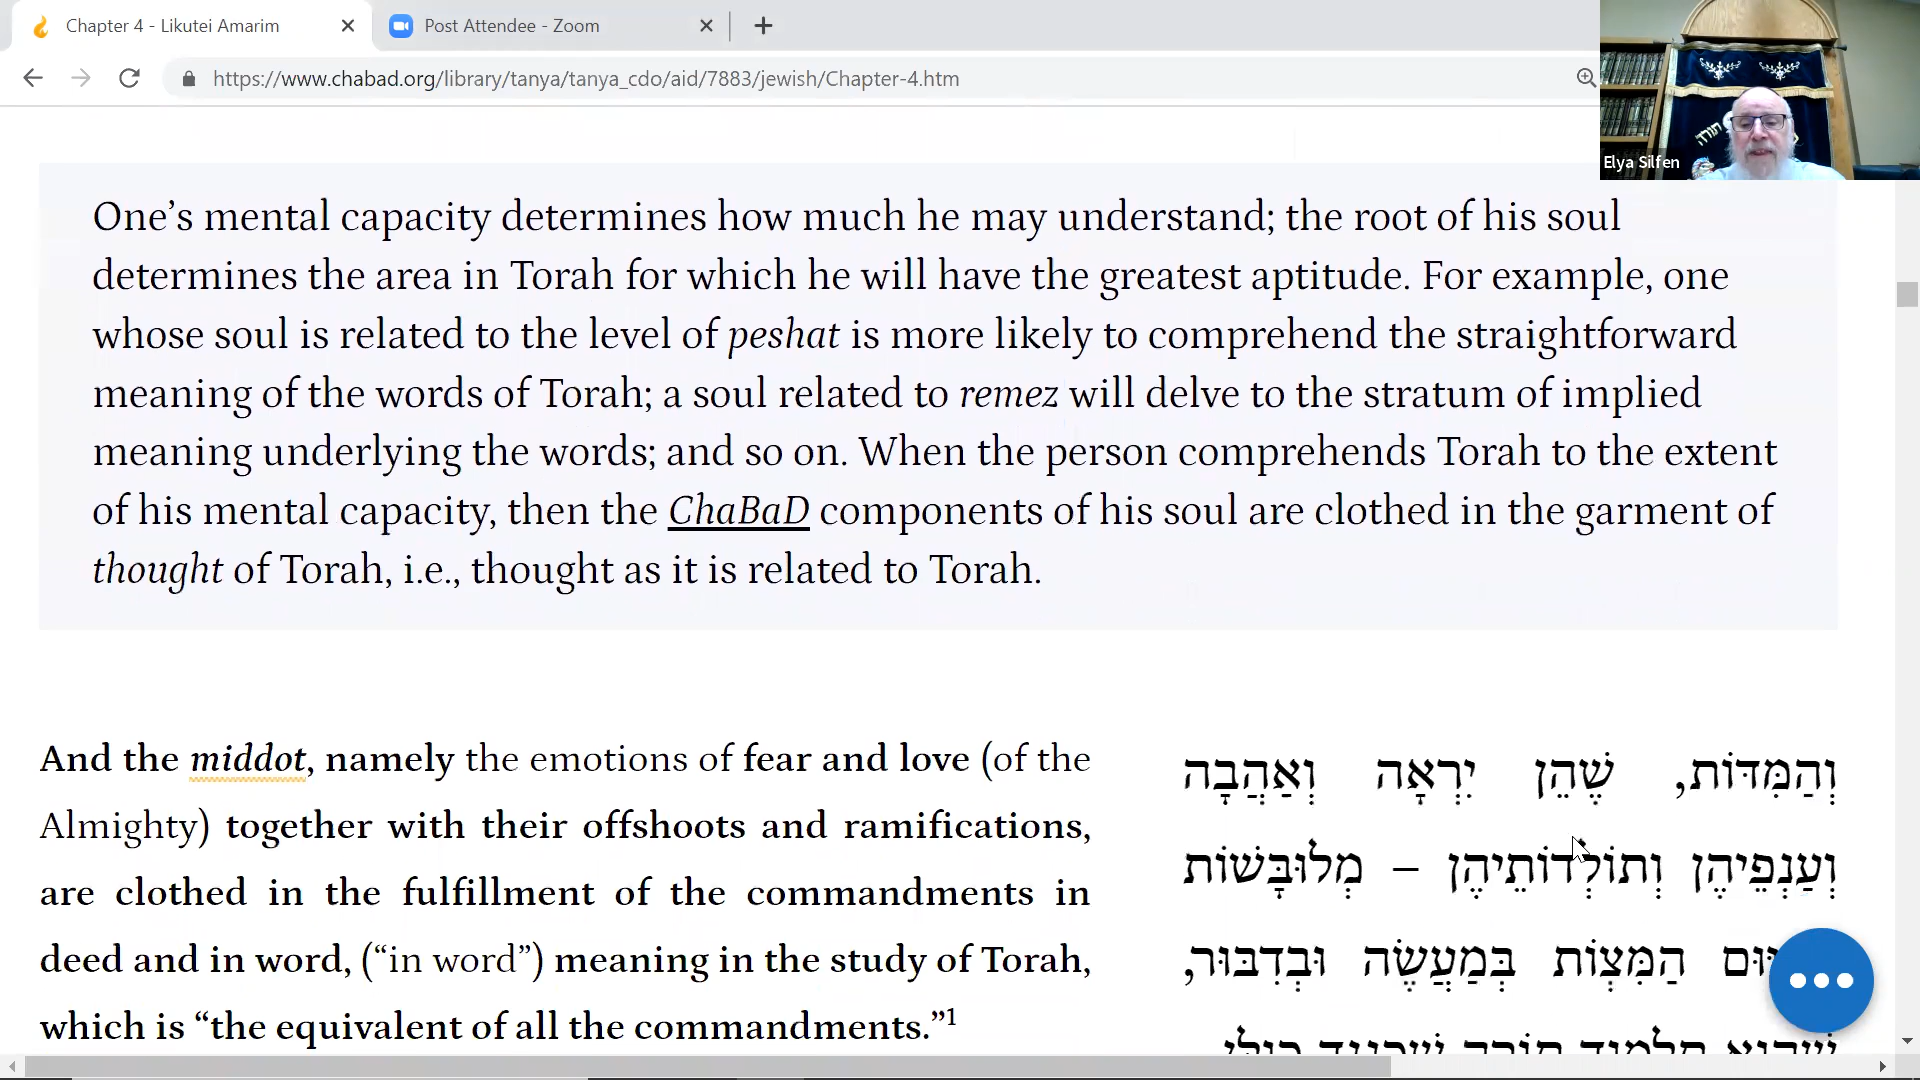 Chapter 4 - Likutei Amarim
Post Attendee - Zoom
https://www.chabad.org/library/tanya/tanya_cdo/aid/7883/jewish/Chapter-4.htm
Elya Silfen
One’s mental capacity determines how much he may understand; the root of his soul
determines the area in Torah for which he will have the greatest aptitude. For example, one
whose soul is related to the level of peshat is more likely to comprehend the straightforward
meaning of the words of Torah; a soul related to remez will delve to the stratum of implied
meaning underlying the words; and so on. When the person comprehends Torah to the extent
of his mental capacity, then the ChaBaD components of his soul are clothed in the garment of
thought of Torah, i.e., thought as it is related to Torah.
And the middot, namely the emotions of fear and love (of the
Almighty) together with their offshoots and ramifications,
are clothed in the fulfillment of the commandments in
deed and in word, (“in word”) meaning in the study of Torah,
which is “the equivalent of all the commandments.”1
וְהַמִּדּוֹת, שֶׁהֵן יִרְאָה וְאַהֲבָה
וְעַנְפֵיהֶן וְתוֹלְדוֹתֵיהֶן – מְלוּבָּשׁוֹת
הַמִּצְוֹת בְּמַעֲשֶׂה וּבְדִבּוּר,